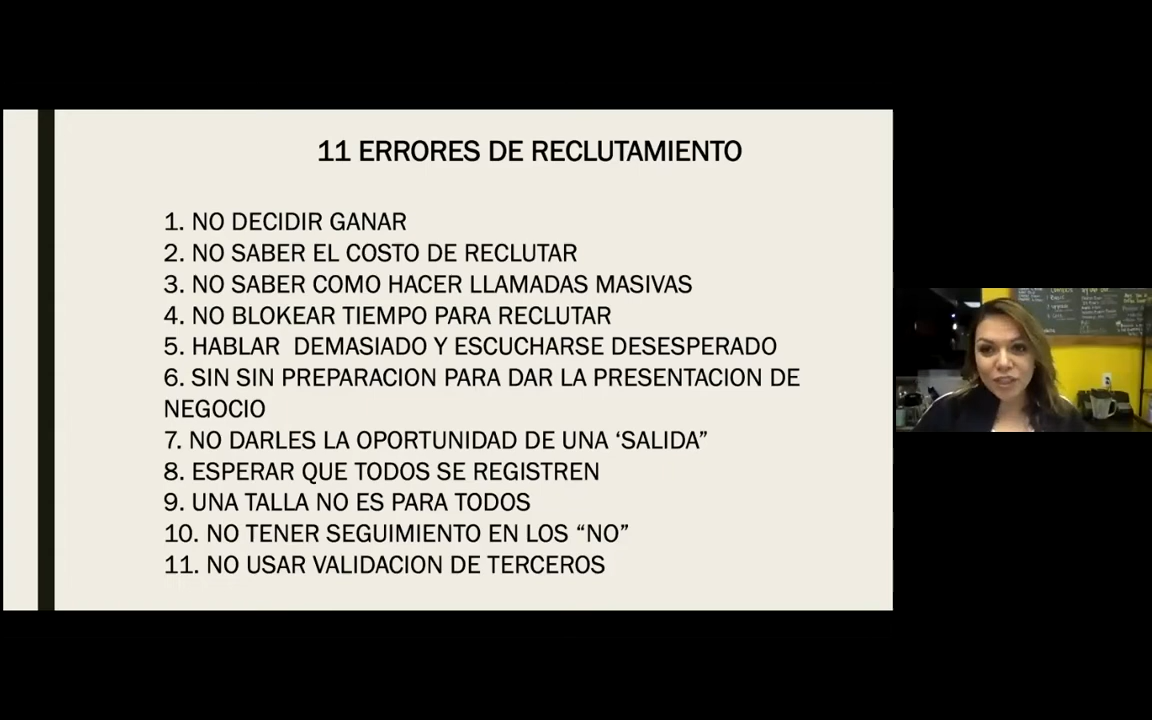 11 ERRORES DE RECLUTAMIENTO
1. NO DECIDIR GANAR
2. NO SABER EL COSTO DE RECLUTAR
3. NO SABER COMO HACER LLAMADAS MASIVAS
4. NO BLOKEAR TIEMPO PARA RECLUTAR
5. HABLAR  DEMASIADO Y ESCUCHARSE DESESPERADO
6. SIN SIN PREPARACION PARA DAR LA PRESENTACION DE
NEGOCIO
7. NO DARLES LA OPORTUNIDAD DE UNA ‘SALIDA”
8. ESPERAR QUE TODOS SE REGISTREN
9. UNA TALLA NO ES PARA TODOS
10. NO TENER SEGUIMIENTO EN LOS “NO”
11. NO USAR VALIDACION DE TERCEROS